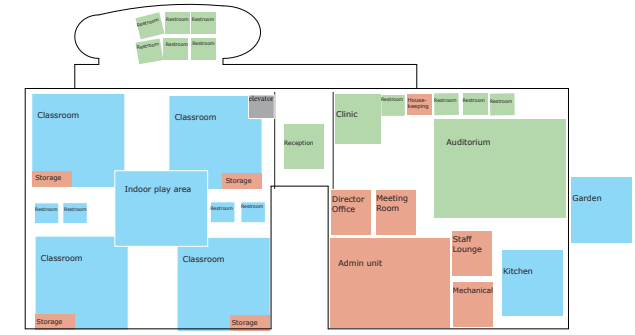 Restroom
Restroom
Restroom
Restroom
Restroom
Restroom
Classroom
Classroom
elevator
Clinic
Restroom
House-
keeping
Restroom
Restroom
Restroom
Reception
Auditorium
Storage
Storage
Indoor play area
Restroom
Restroom
Restroom
Restroom
Director
Office
Meeting
Room
Garden
Classroom
Classroom
Admin unit
Staff
Lounge
Kitchen
Mechanical
Storage
Storage